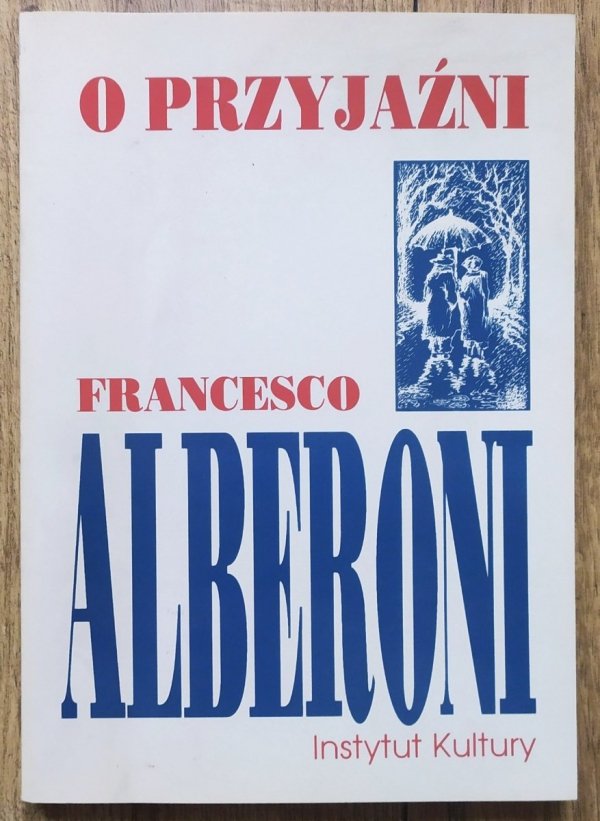 O PRZYJAŹNI
FRANCESCO
ALBERONI
Instytut Kultury